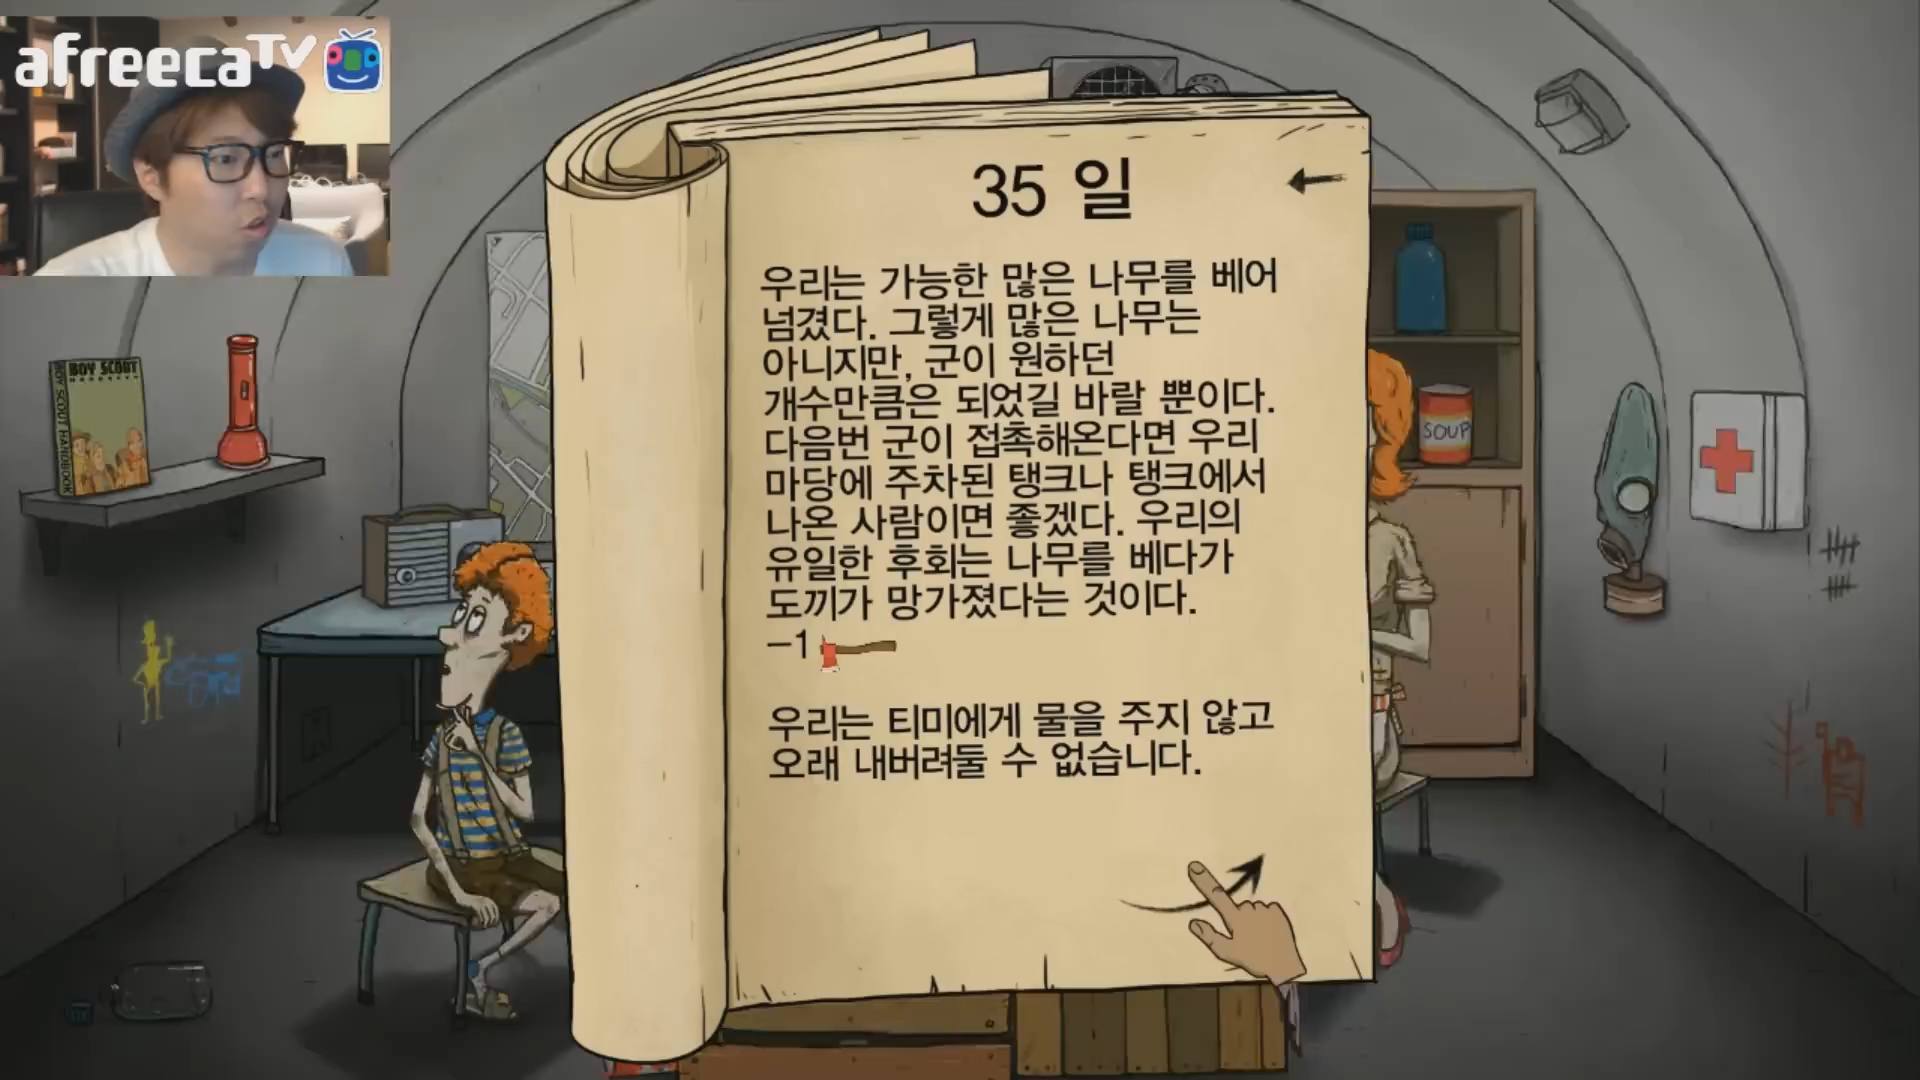 afreecaTV
BOY SCOUT
BOY SCOUT HANDBOOK
35 일
우리는 가능한 많은 나무를 베어
넘겼다. 그렇게 많은 나무는
아니지만, 군이 원하던
개수만큼은 되었길 바랄 뿐이다.
다음번 군이 접촉해온다면 우리
마당에 주차된 탱크나 탱크에서
나온 사람이면 좋겠다. 우리의
유일한 후회는 나무를 베다가
도끼가 망가졌다는 것이다.
-1
우리는 티미에게 물을 주지 않고
오래 내버려둘 수 없습니다.
SOUP